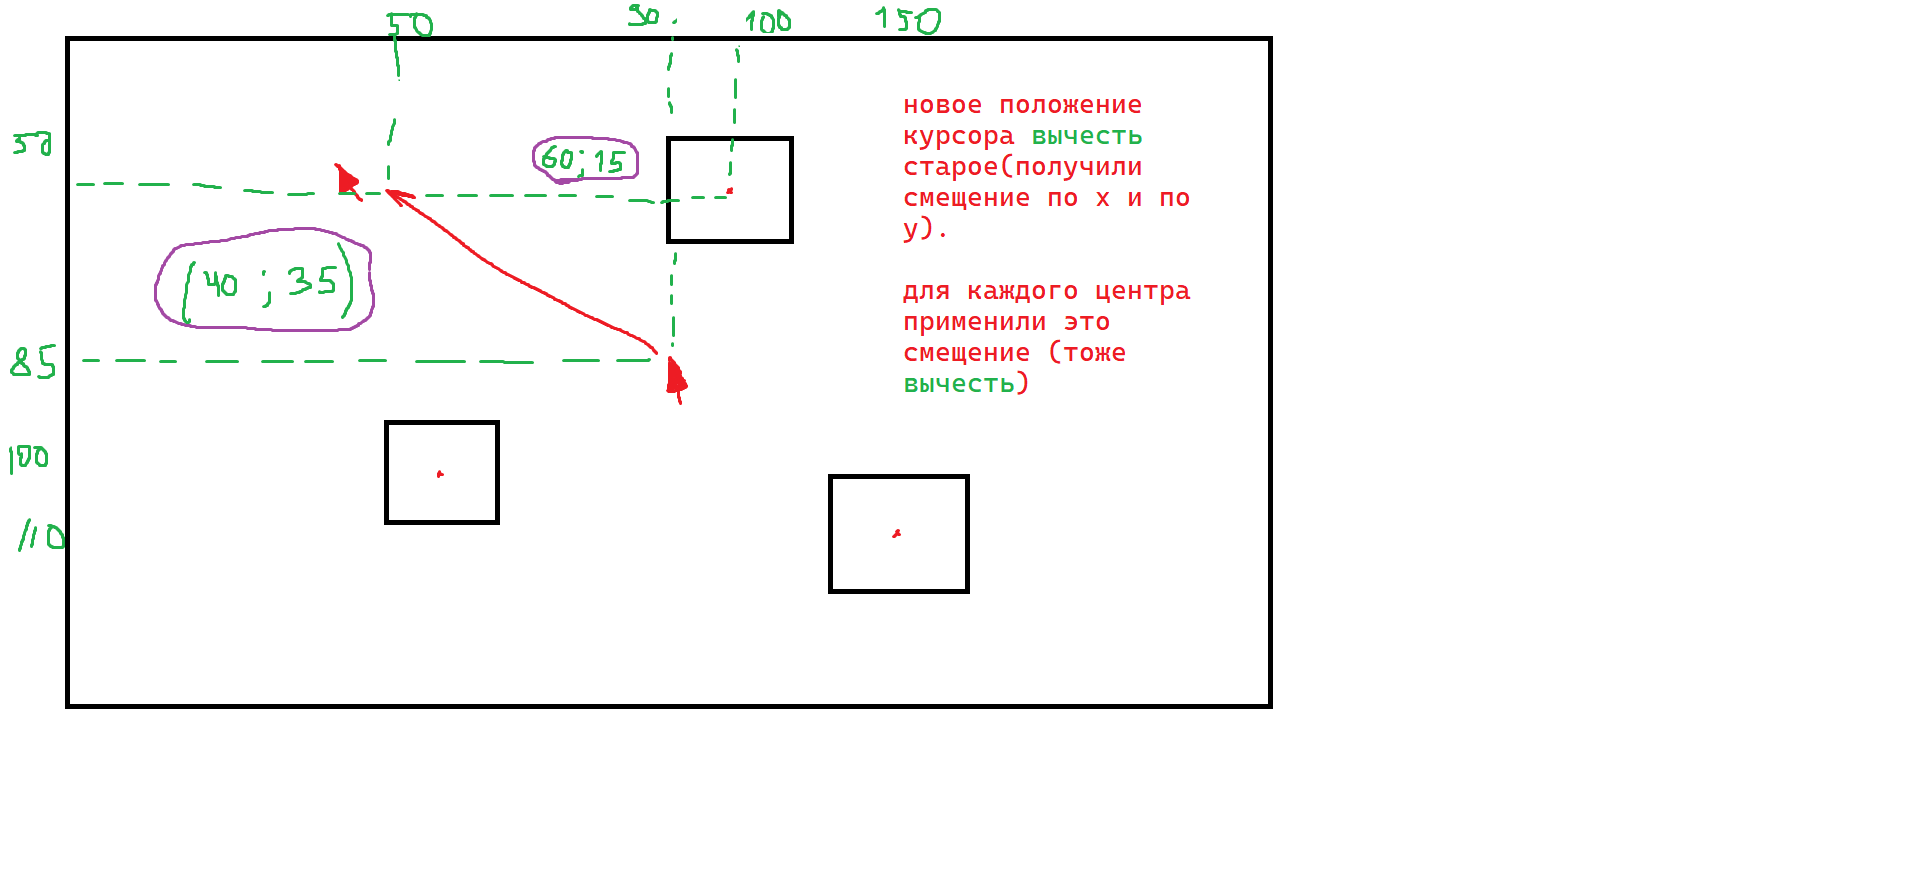 50 90 100 150
50
60;15
(40 ; 35)
85
100
110
новое положение
курсора вычесть
старое(получили
смещение по x и по
y).
для каждого центра
применили это
смещение (тоже
вычесть)